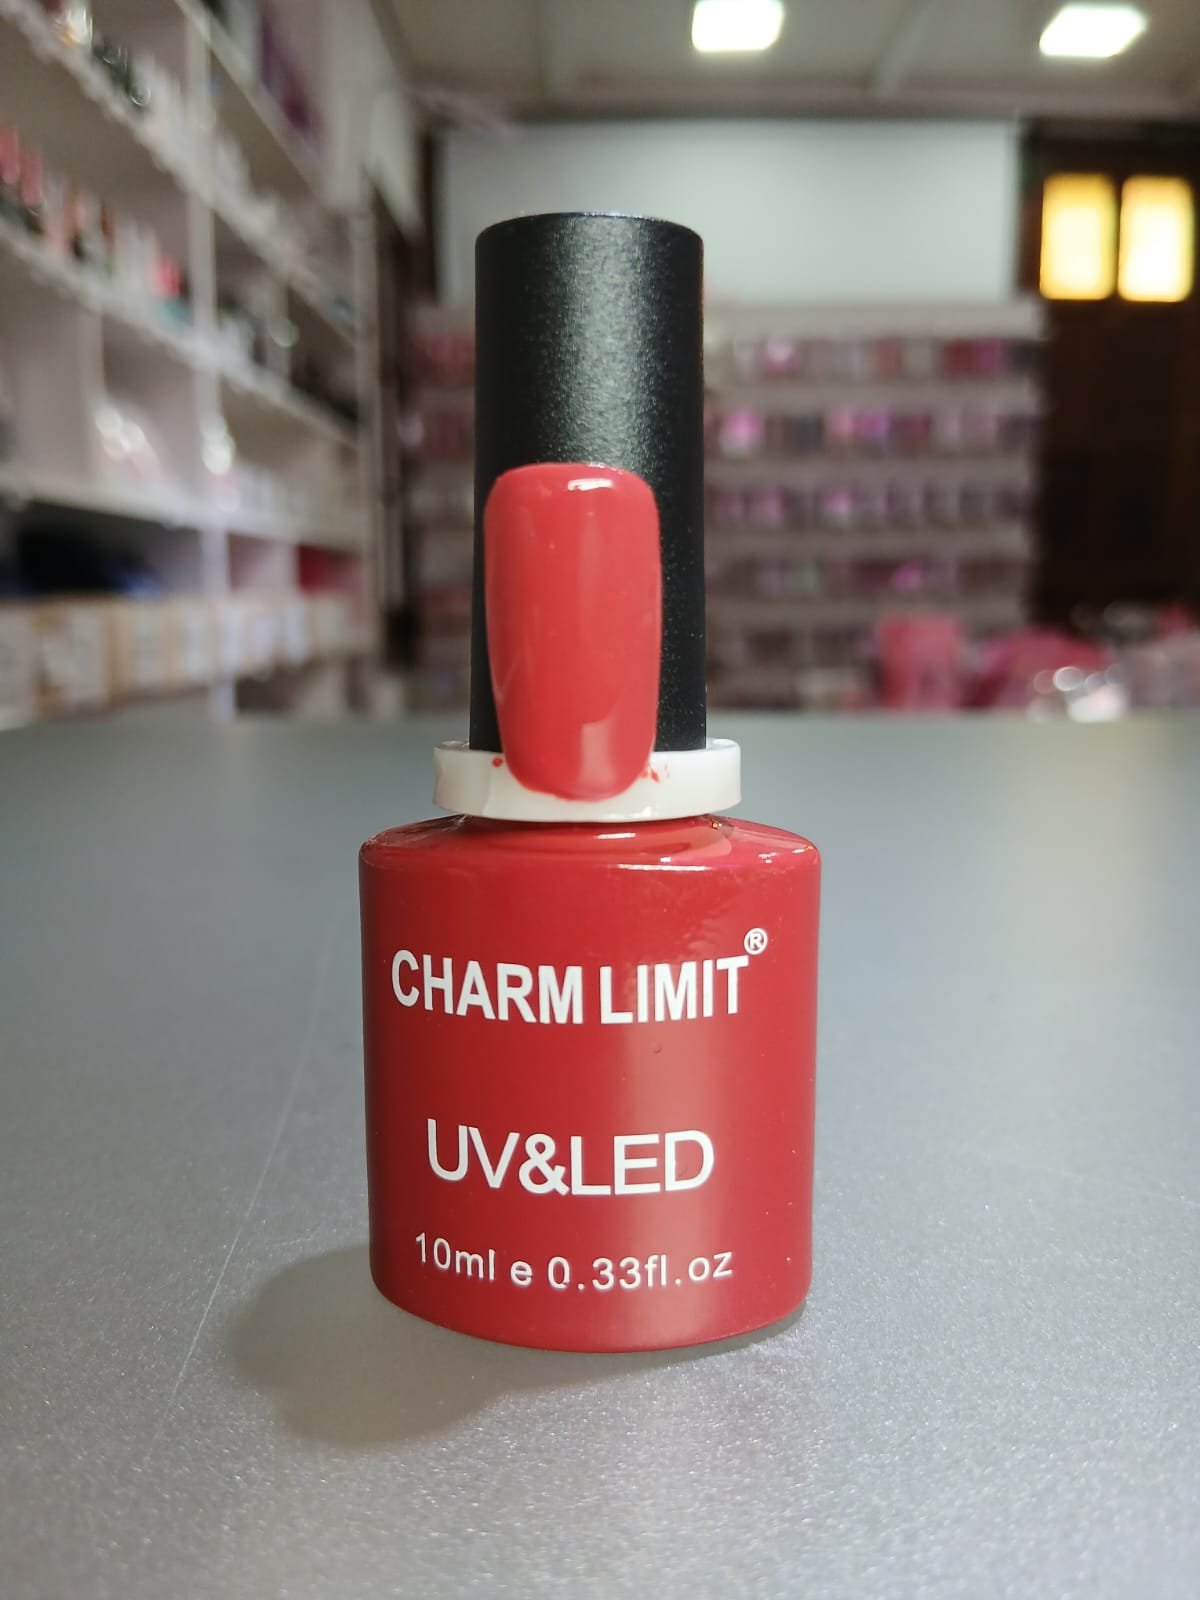 CHARM LIMIT®
UV&LED
10ml e 0.33fl.oz